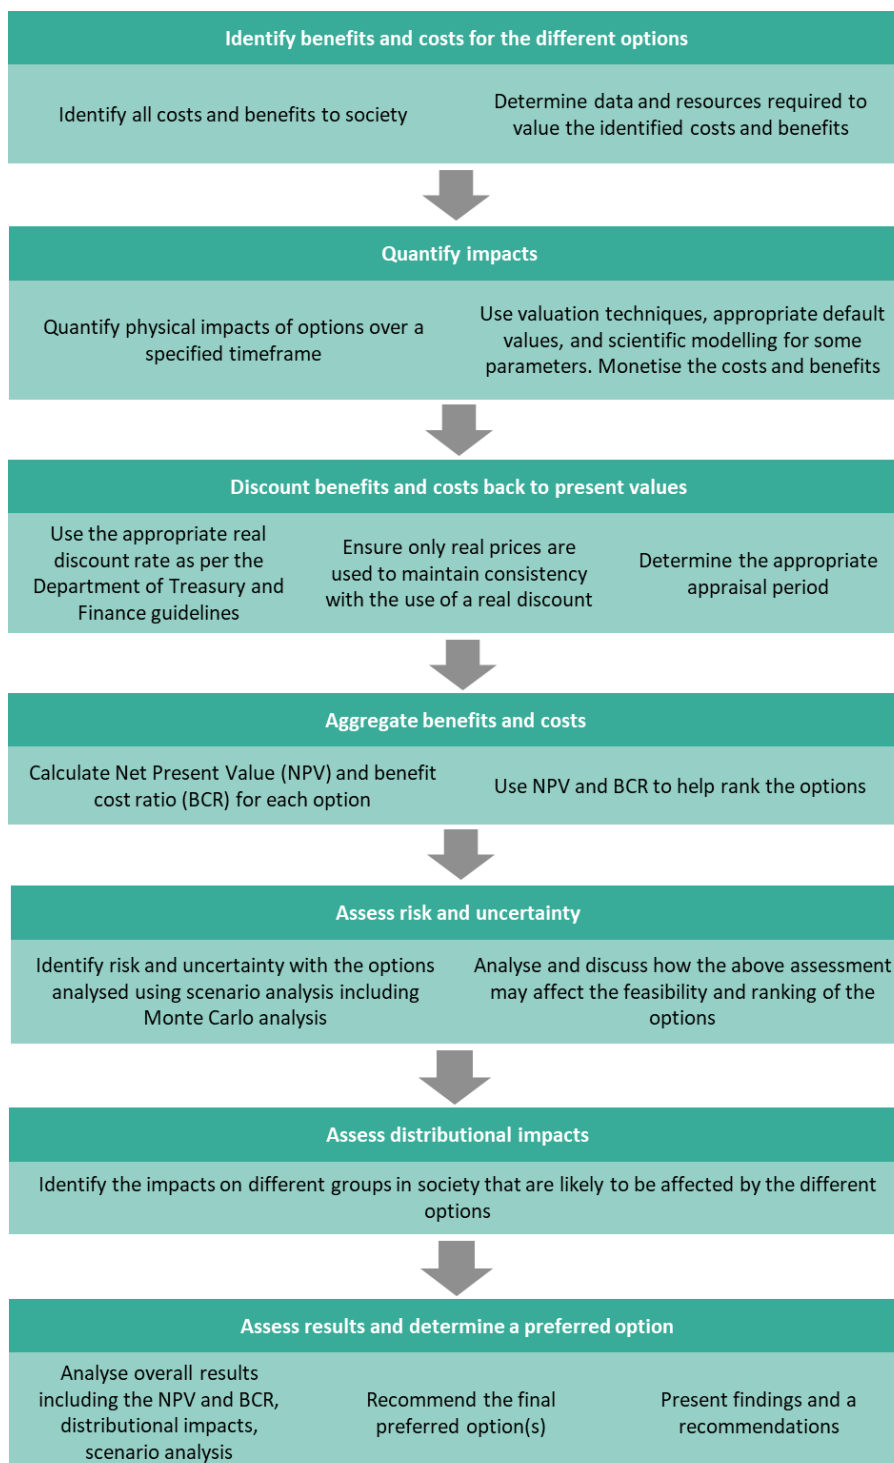 Identify benefits and costs for the different options
Identify all costs and benefits to society
Determine data and resources required to
value the identified costs and benefits
Quantify impacts
Quantify physical impacts of options over a
specified timeframe
Use valuation techniques, appropriate default
values, and scientific modelling for some
parameters. Monetise the costs and benefits
Discount benefits and costs back to present values
Use the appropriate real
discount rate as per the
Department of Treasury and
Finance guidelines
Ensure only real prices are
used to maintain consistency
with the use of a real discount
Determine the appropriate
appraisal period
Aggregate benefits and costs
Calculate Net Present Value (NPV) and benefit
cost ratio (BCR) for each option
Use NPV and BCR to help rank the options
Assess risk and uncertainty
Identify risk and uncertainty with the options
analysed using scenario analysis including
Monte Carlo analysis
Analyse and discuss how the above assessment
may affect the feasibility and ranking of the
options
Assess distributional impacts
Identify the impacts on different groups in society that are likely to be affected by the different
options
Assess results and determine a preferred option
Analyse overall results
including the NPV and BCR,
distributional impacts,
scenario analysis
Recommend the final
preferred option(s)
Present findings and a
recommendations